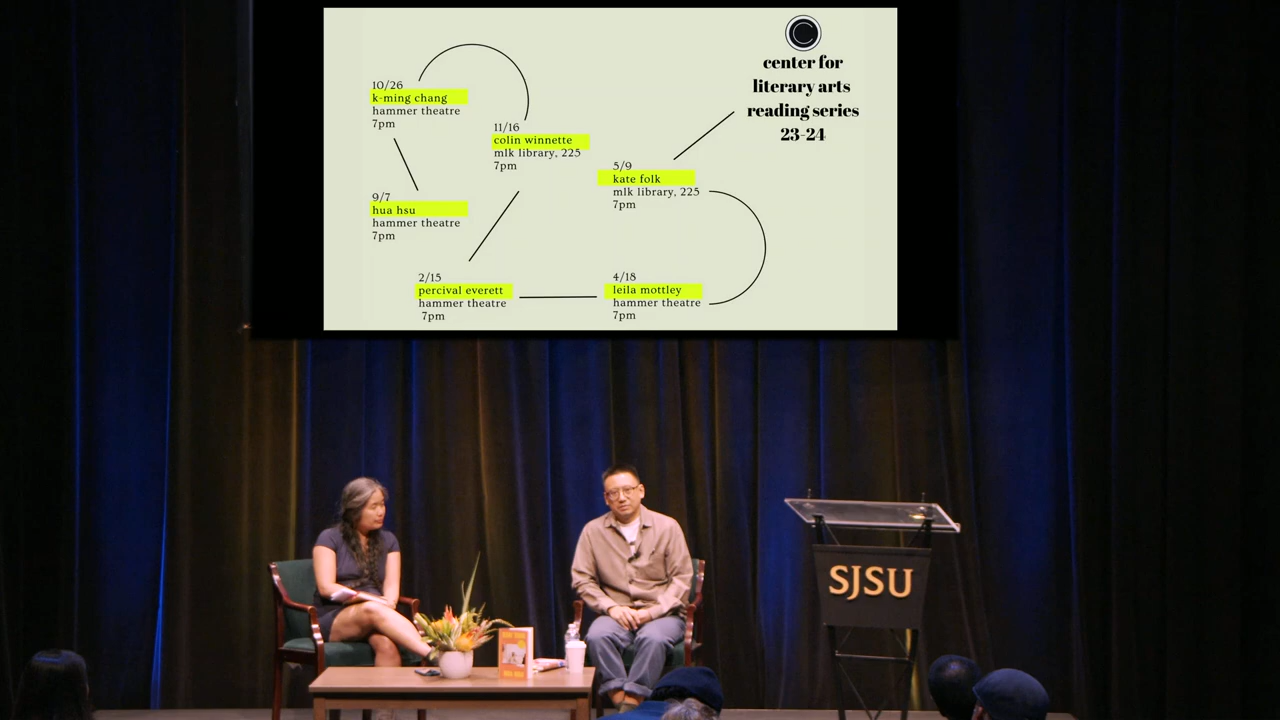 center for
literary arts
reading series
23-24
10/26
k-ming chang
hammer theatre
7pm
11/16
colin winnette
mlk library, 225
7pm
5/9
kate folk
mlk library, 225
7pm
9/7
hua hsu
hammer theatre
7pm
2/15
percival everett
hammer theatre
7pm
4/18
leila mottley
hammer theatre
7pm
SJSU